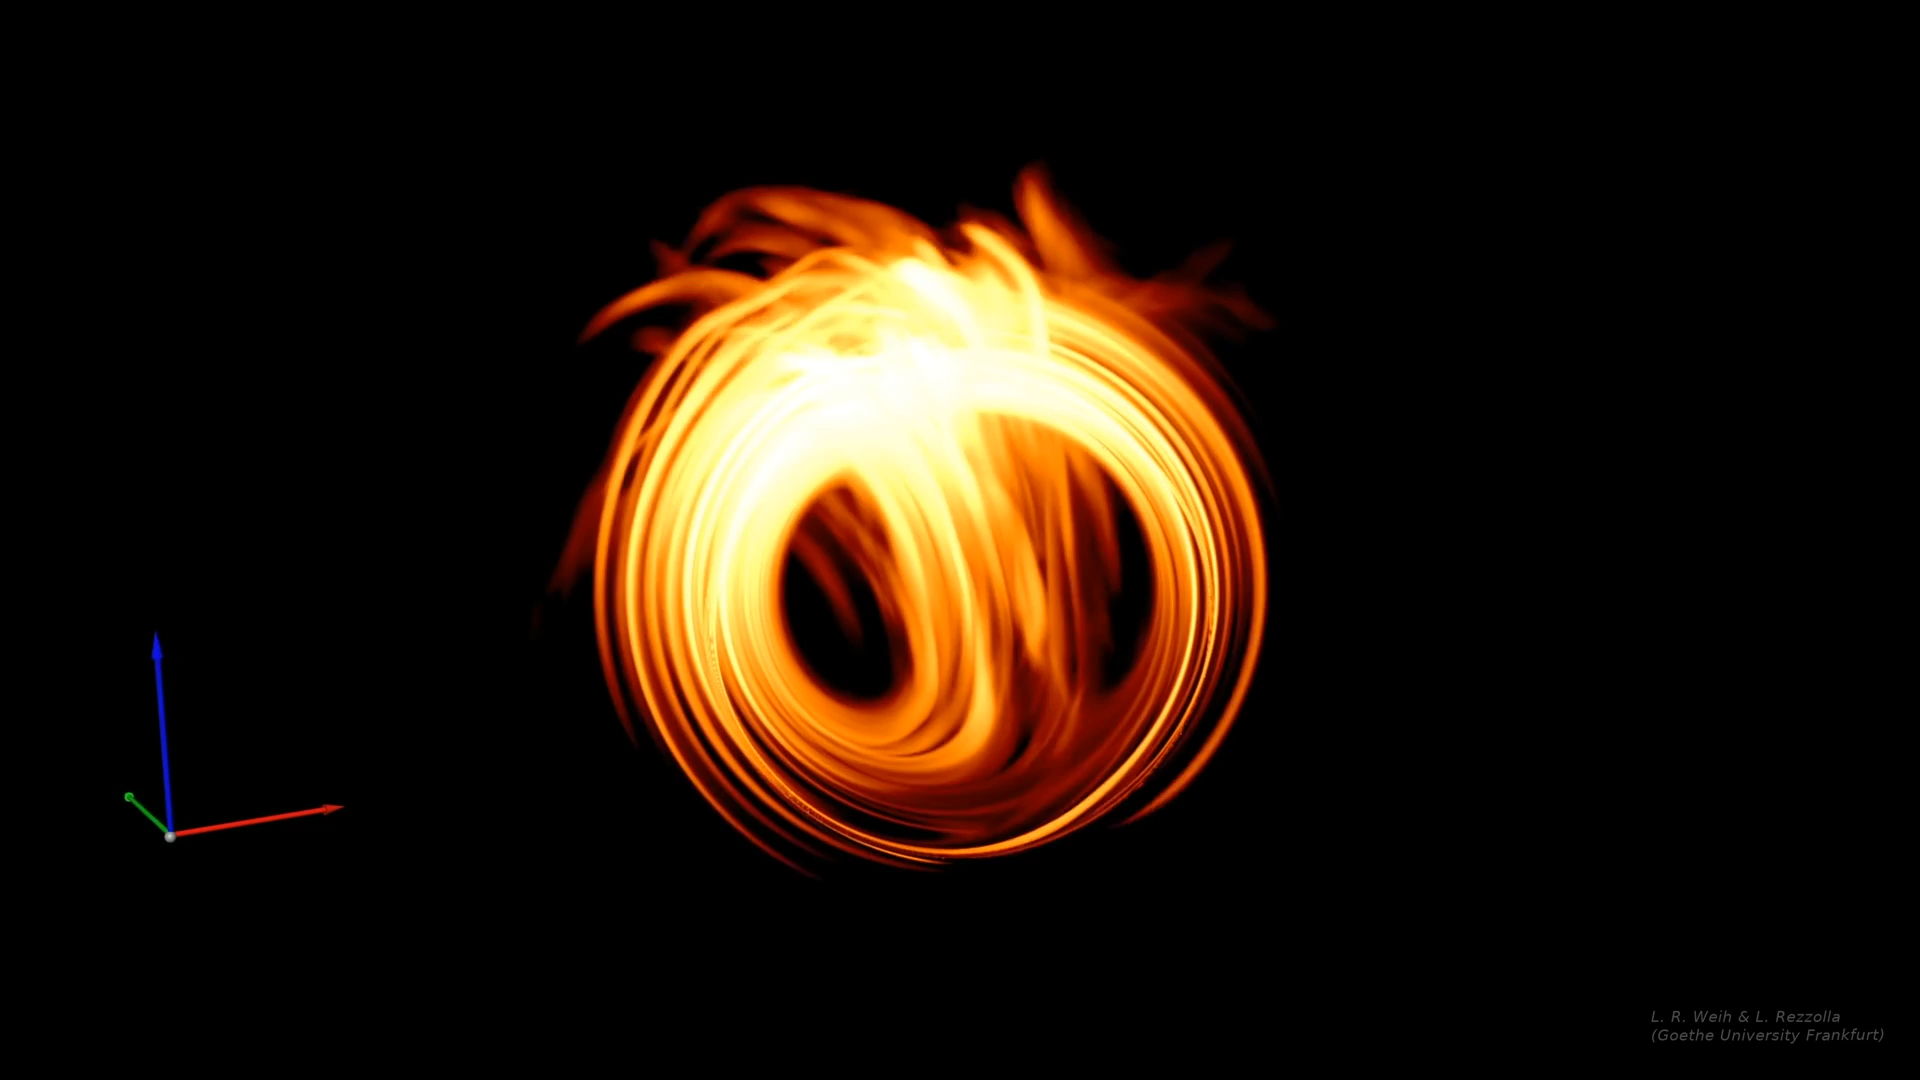 L. R. Weih & L. Rezzolla
(Goethe University Frankfurt)